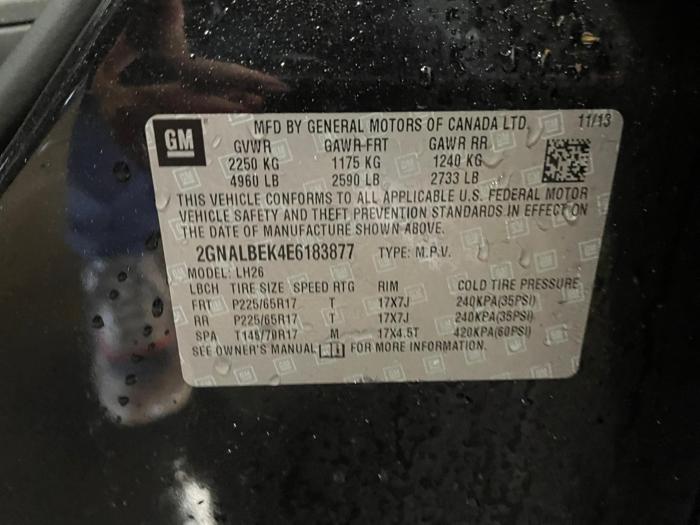 GM
MFD BY GENERAL MOTORS OF CANADA LTD. 11/13
GVWR GAWR FRT GAWR RR
2250 KG 1175 KG 1240 KG
4960 LB 2590 LB 2733 LB
THIS VEHICLE CONFORMS TO ALL APPLICABLE U.S. FEDERAL MOTOR
VEHICLE SAFETY AND THEFT PREVENTION STANDARDS IN EFFECT ON
THE DATE OF MANUFACTURE SHOWN ABOVE.
2GNALBEK4E6183877 TYPE: M.P.V.
MODEL: LH26
LBCH TIRE SIZE SPEED RTG RIM COLD TIRE PRESSURE
FRT P225/65R17 T 17X7J 240KPA(35PSI)
RR P225/65R17 T 17X7J 240KPA(35PSI)
SPA T145/70R17 M 17X4.5T 420KPA(60PSI)
SEE OWNER'S MANUAL FOR MORE INFORMATION.